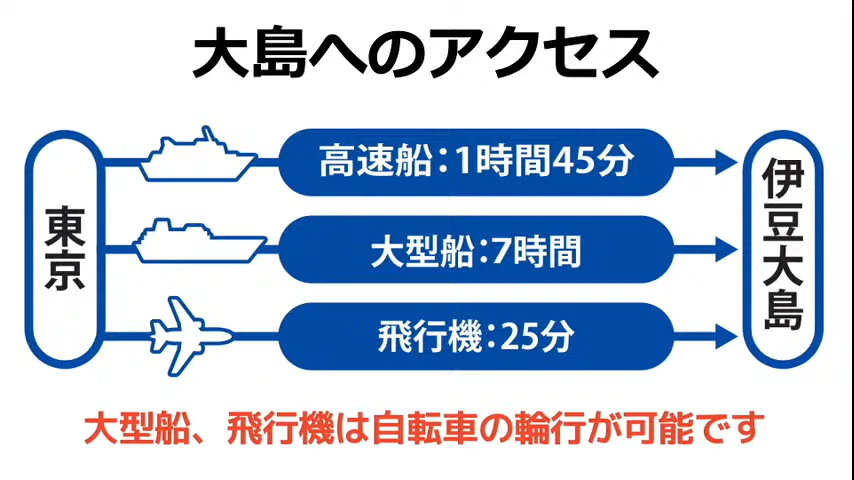 大島へのアクセス
東京
高速船：1時間45分
大型船：7時間
飛行機：25分
伊豆大島
大型船、飛行機は自転車の輪行が可能です